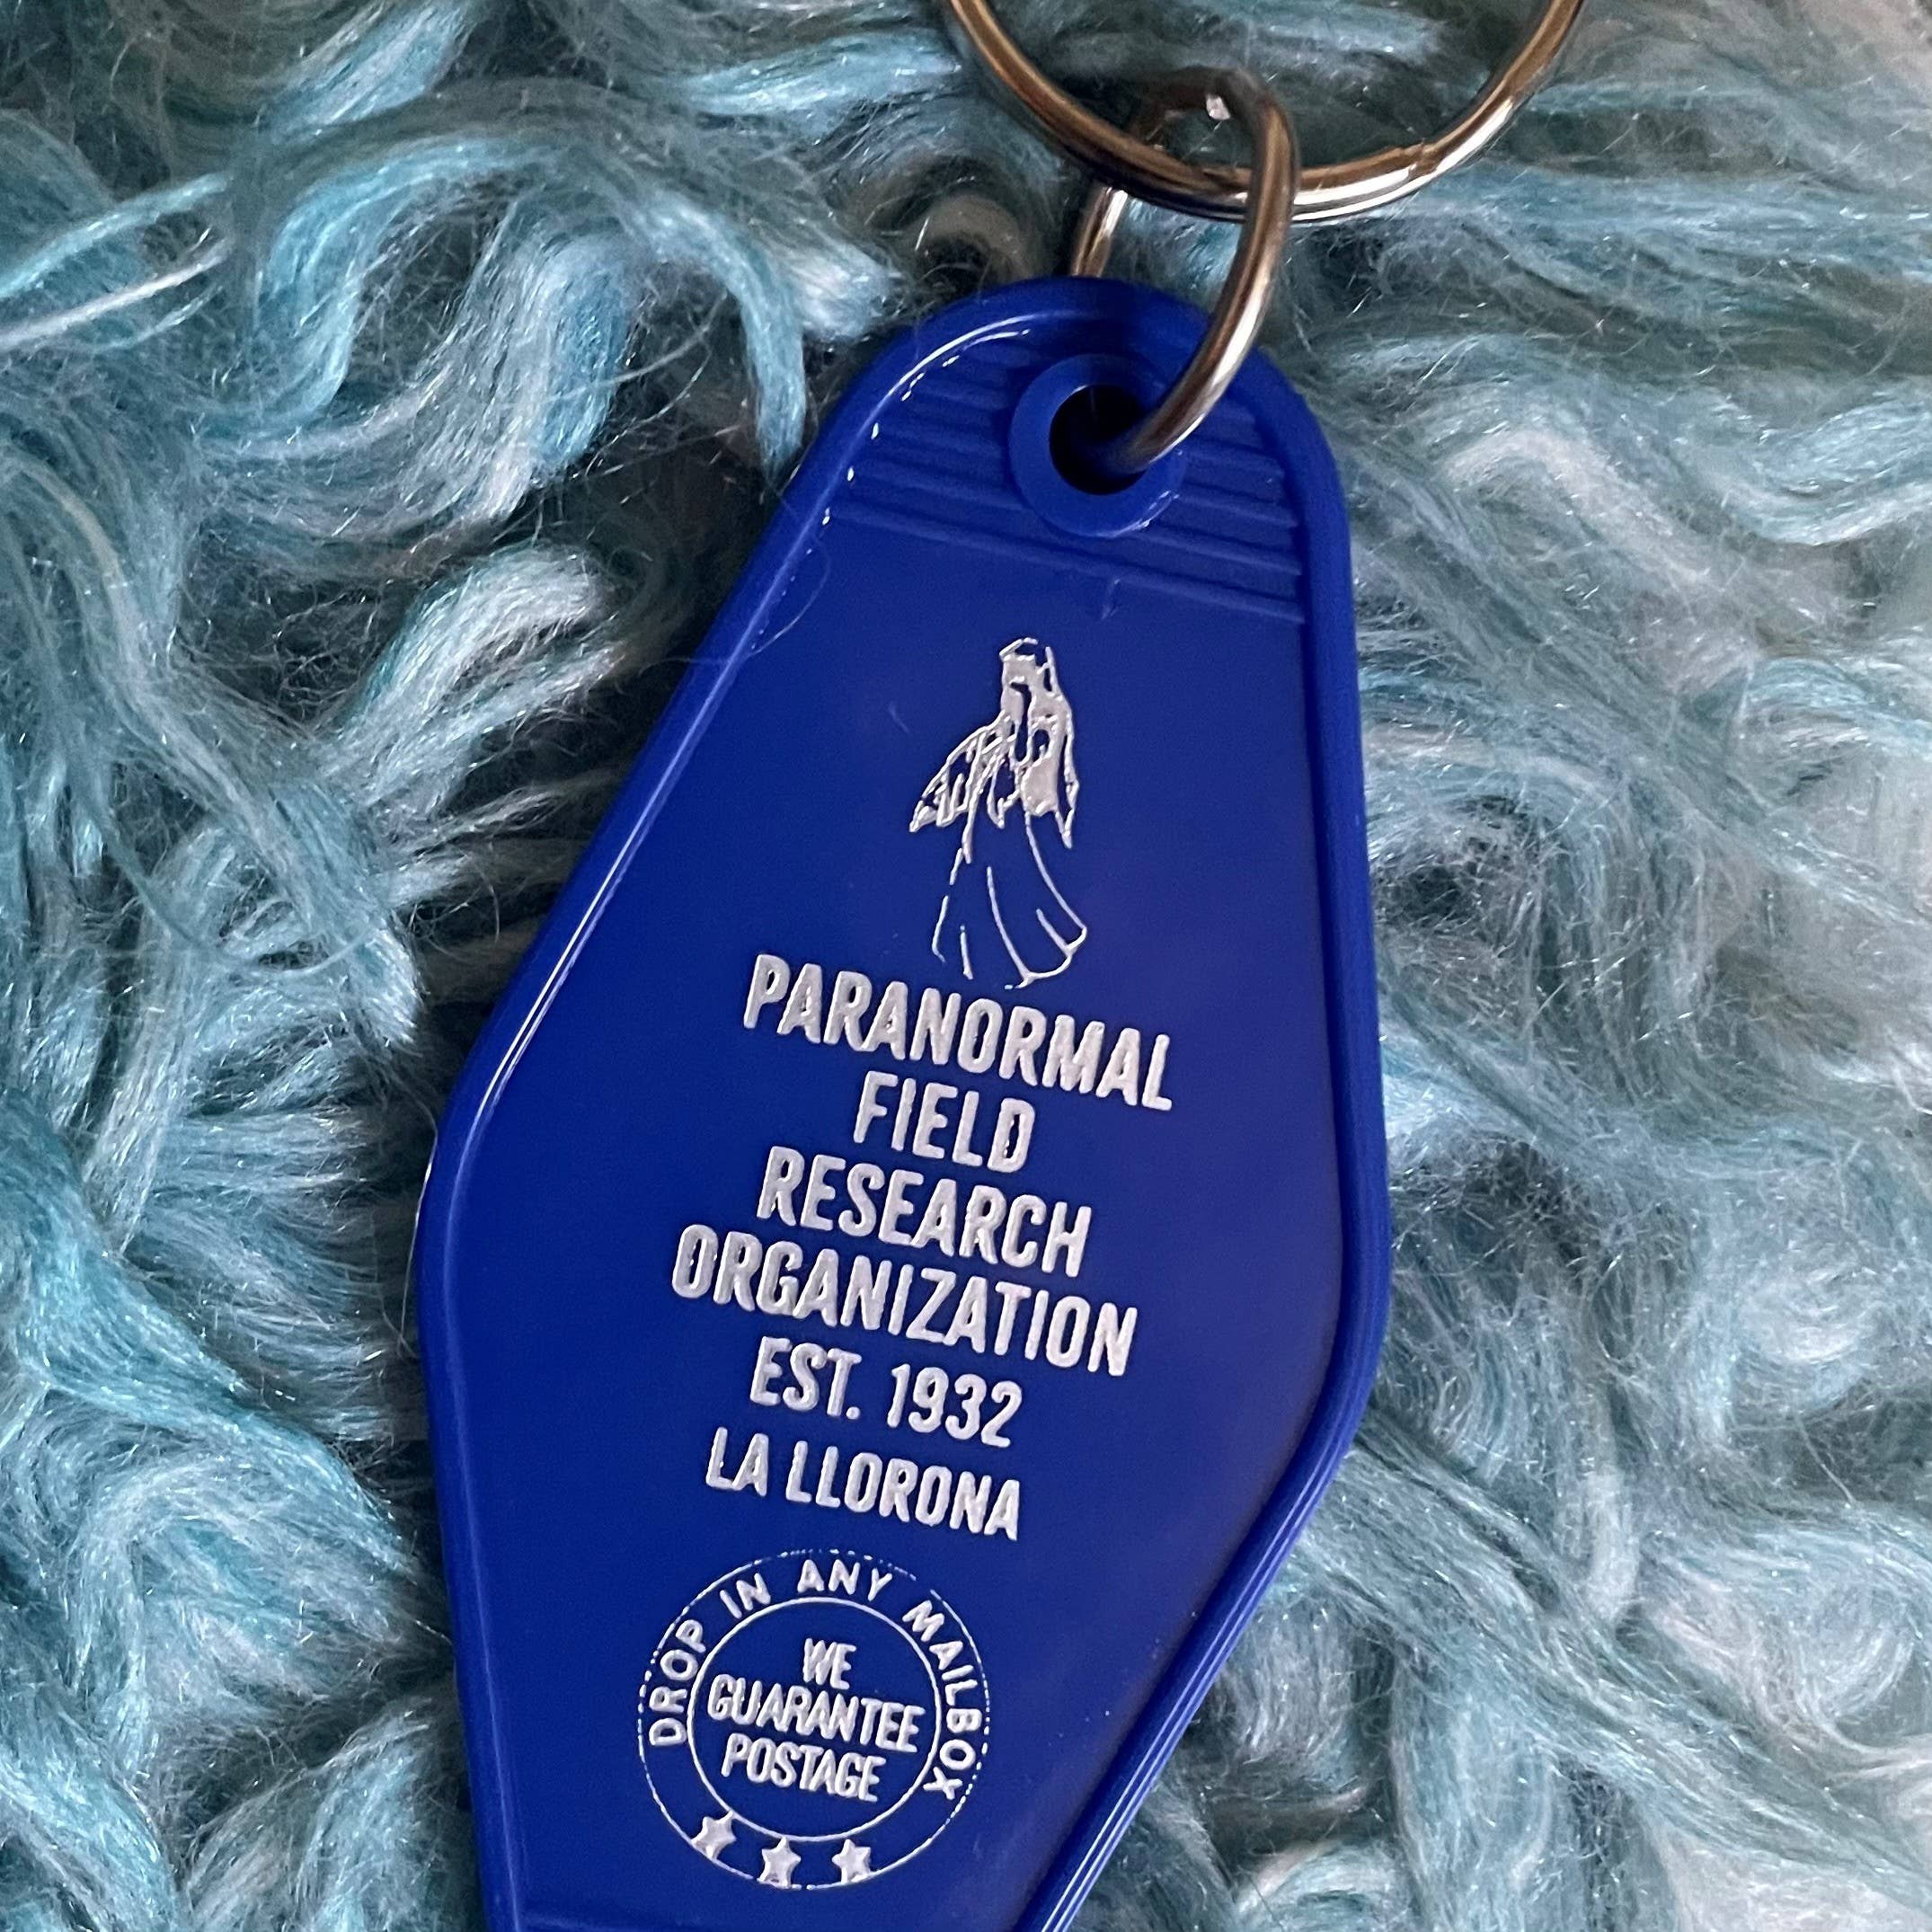 PARANORMAL
FIELD
RESEARCH
ORGANIZATION
EST. 1932
LA LLORONA
DROP IN ANY MAILBOX
WE
GUARANTEE
POSTAGE